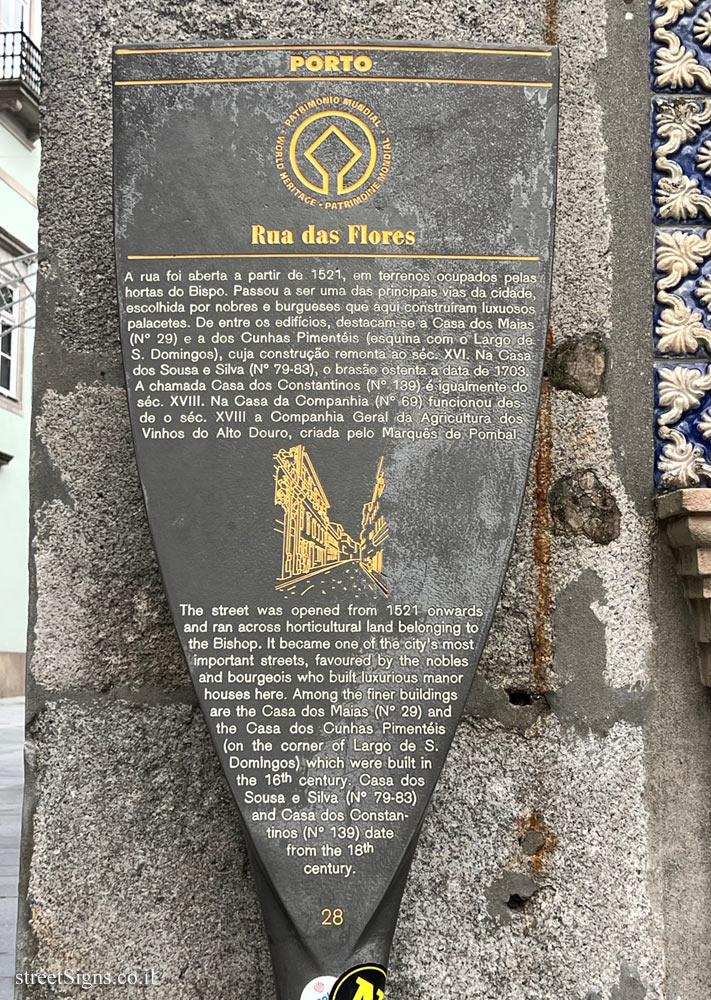 PORTO
PATRIMONIO MUNDIAL · PATRIMOINE MONDIAL · WORLD HERITAGE ·
Rua das Flores
A rua foi aberta a partir de 1521, em terrenos ocupados pelas
hortas do Bispo. Passou a ser uma das principais vias da cidade,
escolhida por nobres e burgueses que aqui construíram luxuosos
palacetes. De entre os edifícios, destacam-se a Casa dos Maias
(N° 29) e a dos Cunhas Pimentéis (esquina com o Largo de
S. Domingos), cuja construção remonta ao séc. XVI. Na Casa
dos Sousa e Silva (N° 79-83), o brasão ostenta a data de 1703.
A chamada Casa dos Constantinos (N° 139) é igualmente do
séc. XVIII. Na Casa da Companhia (N° 69) funcionou des
de o séc. XVIII a Companhia Geral da Agricultura dos
Vinhos do Alto Douro, criada pelo Marquês de Pombal.
The street was opened from 1521 onwards
and ran across horticultural land belonging to
the Bishop. It became one of the city's most
important streets, favoured by the nobles
and bourgeois who built luxurious manor
houses here. Among the finer buildings
are the Casa dos Maias (N° 29) and
the Casa dos Cunhas Pimentéis
(on the corner of Largo de S.
Domingos) which were built in
the 16th century. Casa dos
Sousa e Silva (N° 79-83)
and Casa dos Constan-
tinos (N° 139) date
from the 18th
century.
28
streetSigns.co.il